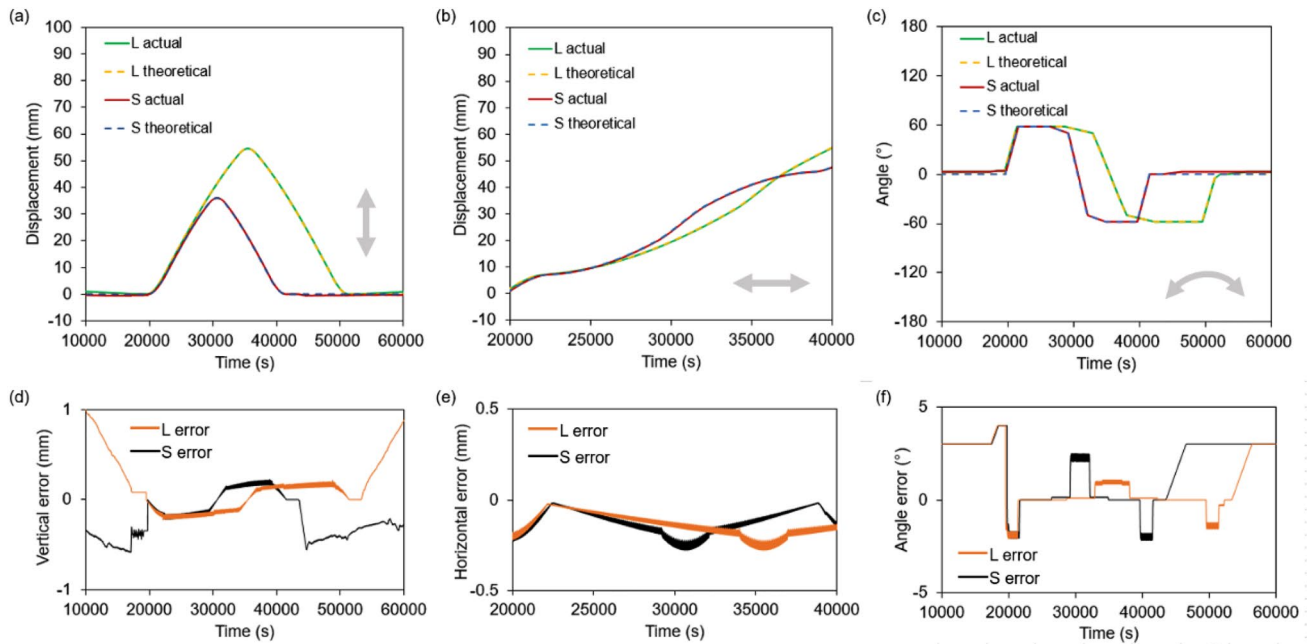 (a)
L actual
L theoretical
S actual
S theoretical
Displacement (mm)
100
90
80
70
60
50
40
30
20
10
0
-10
10000 20000 30000 40000 50000 60000
Time (s)
(b)
L actual
L theoretical
S actual
S theoretical
Displacement (mm)
100
90
80
70
60
50
40
30
20
10
0
-10
20000 25000 30000 35000 40000
Time (s)
(c)
L actual
L theoretical
S actual
S theoretical
Angle (°)
180
120
60
0
-60
-120
-180
10000 20000 30000 40000 50000 60000
Time (s)
(d)
L error
S error
Vertical error (mm)
1
0
-1
10000 20000 30000 40000 50000 60000
Time (s)
(e)
L error
S error
Horizontal error (mm)
0.5
0
-0.5
20000 25000 30000 35000 40000
Time (s)
(f)
L error
S error
Angle error (°)
5
0
-5
10000 20000 30000 40000 50000 60000
Time (s)